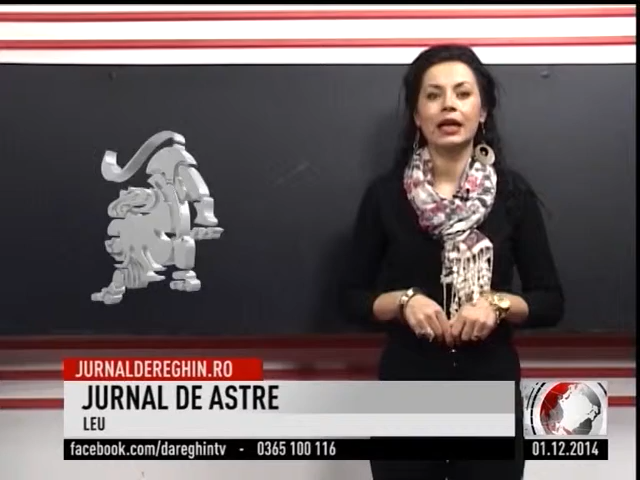 JURNALDEREGHIN.RO
JURNAL DE ASTRE
LEU
facebook.com/dareghintv - 0365 100 116
01.12.2014